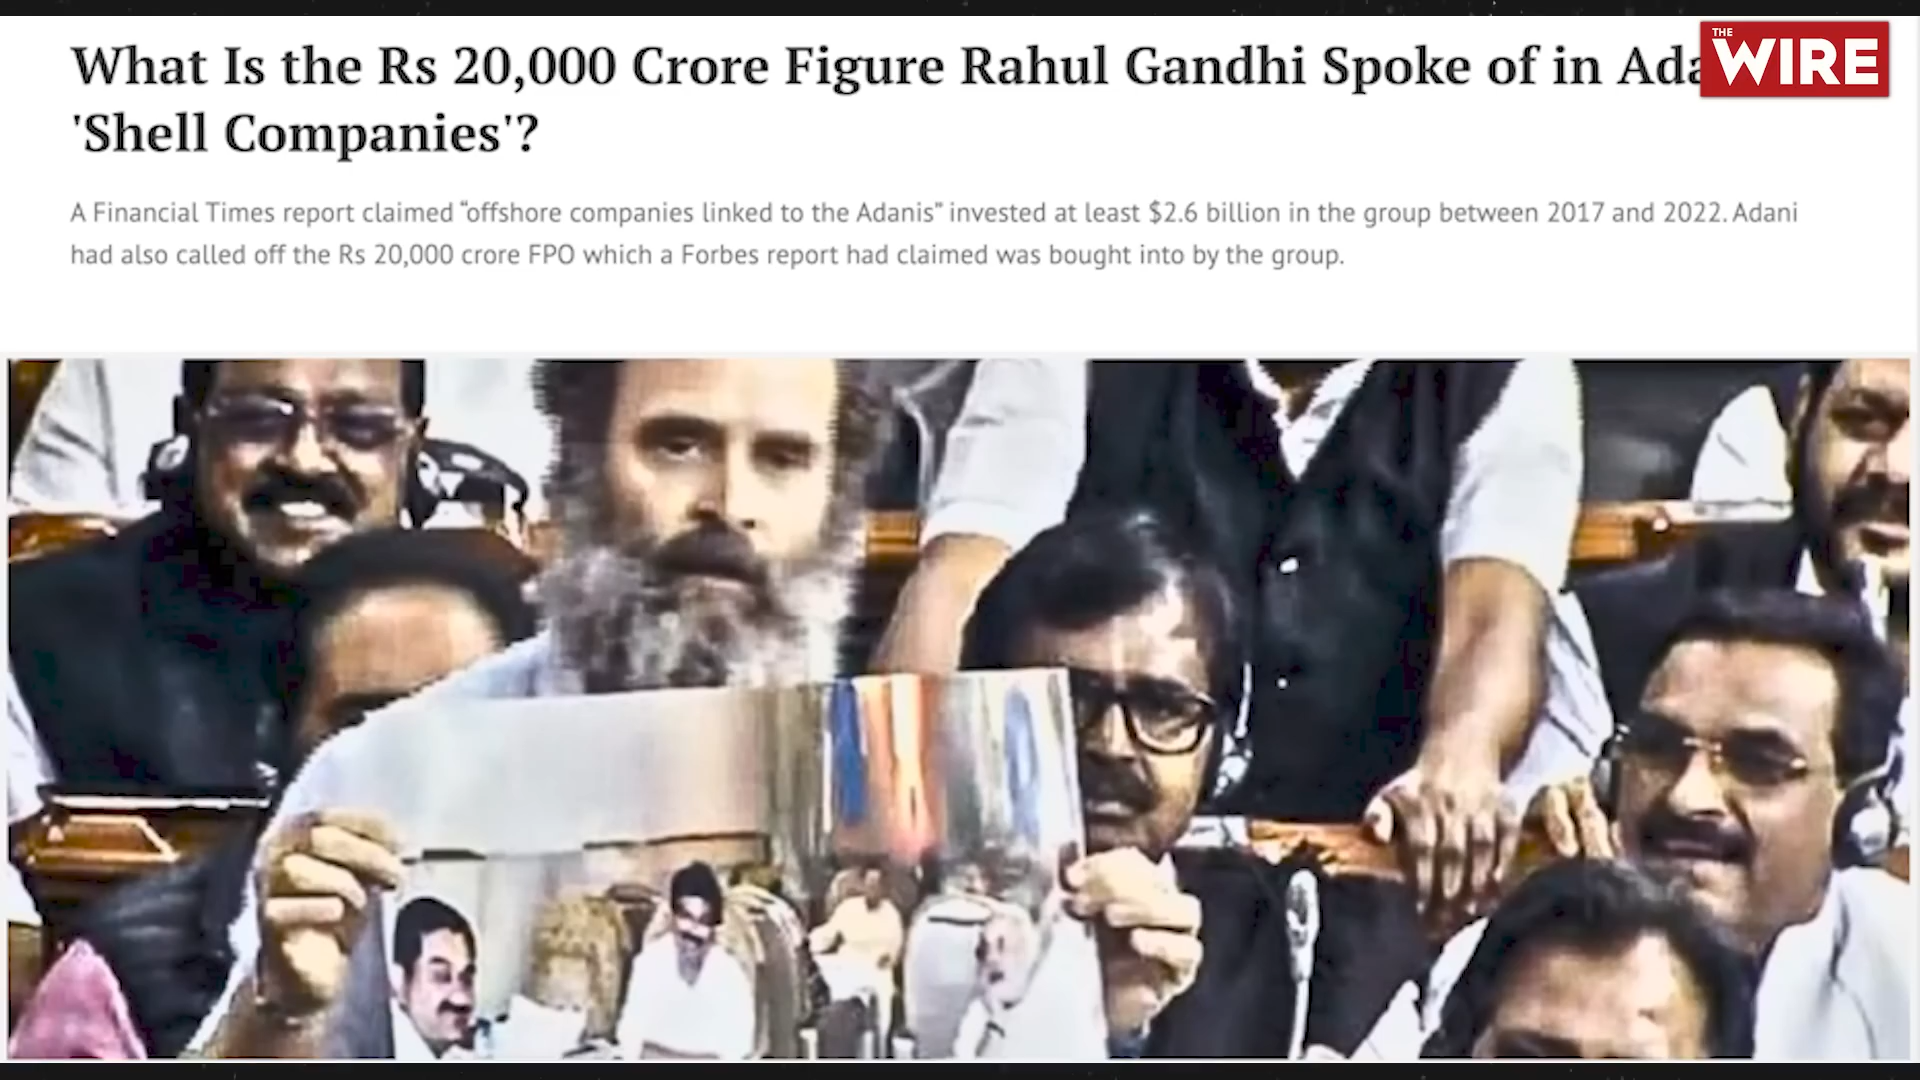 What Is the Rs 20,000 Crore Figure Rahul Gandhi Spoke of in Ada
THE
WIRE
'Shell Companies'?
A Financial Times report claimed “offshore companies linked to the Adanis” invested at least $2.6 billion in the group between 2017 and 2022. Adani
had also called off the Rs 20,000 crore FPO which a Forbes report had claimed was bought into by the group.